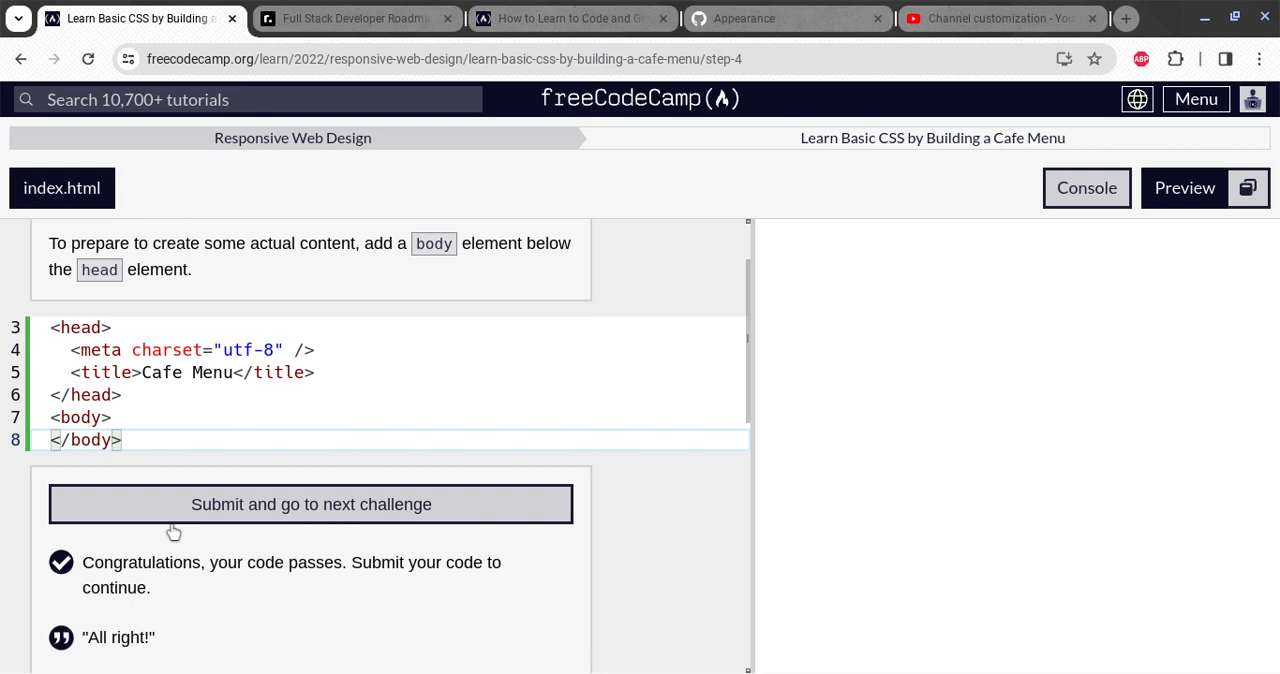 Learn Basic CSS by Building a
Full Stack Developer Roadma
How to Learn to Code and Ge
Appearance
Channel customization - You
freecodecamp.org/learn/2022/responsive-web-design/learn-basic-css-by-building-a-cafe-menu/step-4
ABP
Search 10,700+ tutorials
freeCodeCamp
Menu
Responsive Web Design
Learn Basic CSS by Building a Cafe Menu
index.html
Console
Preview
To prepare to create some actual content, add a body element below
the head element.
3 <head>
4 <meta charset="utf-8" />
5 <title>Cafe Menu</title>
6 </head>
7 <body>
8 </body>
Submit and go to next challenge
Congratulations, your code passes. Submit your code to
continue.
"All right!"